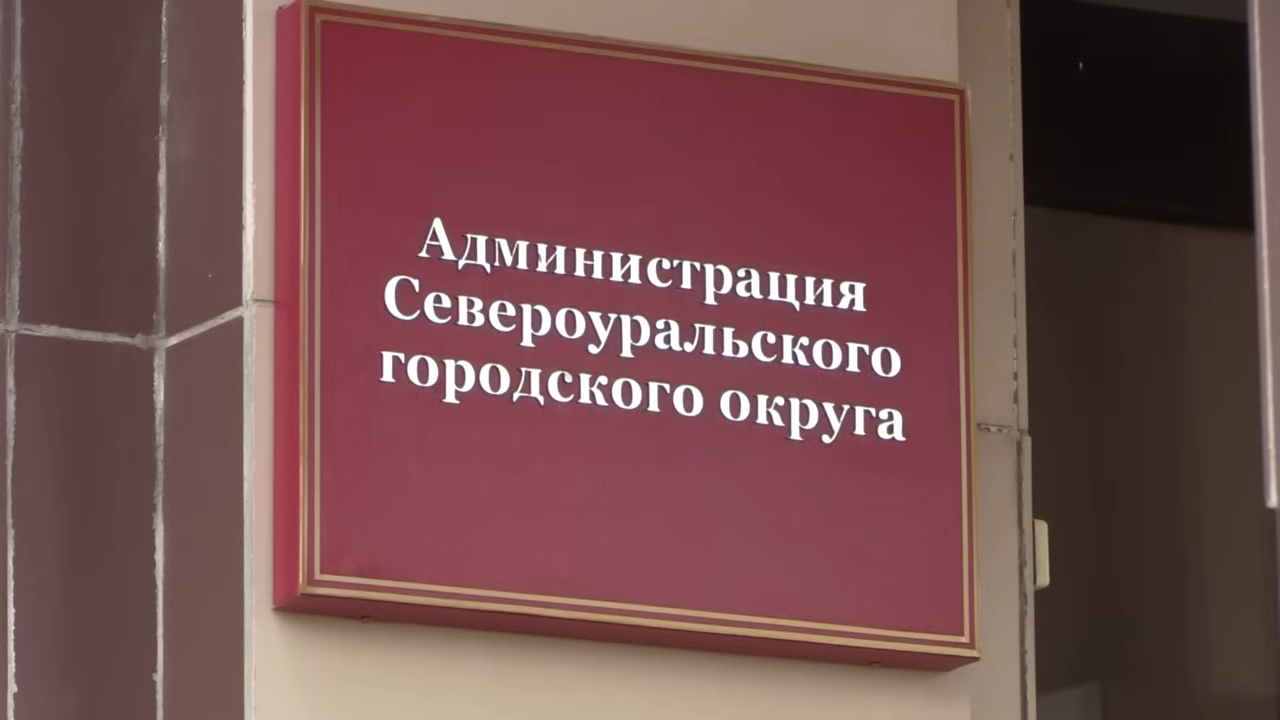 Администрация
Североуральского
городского округа